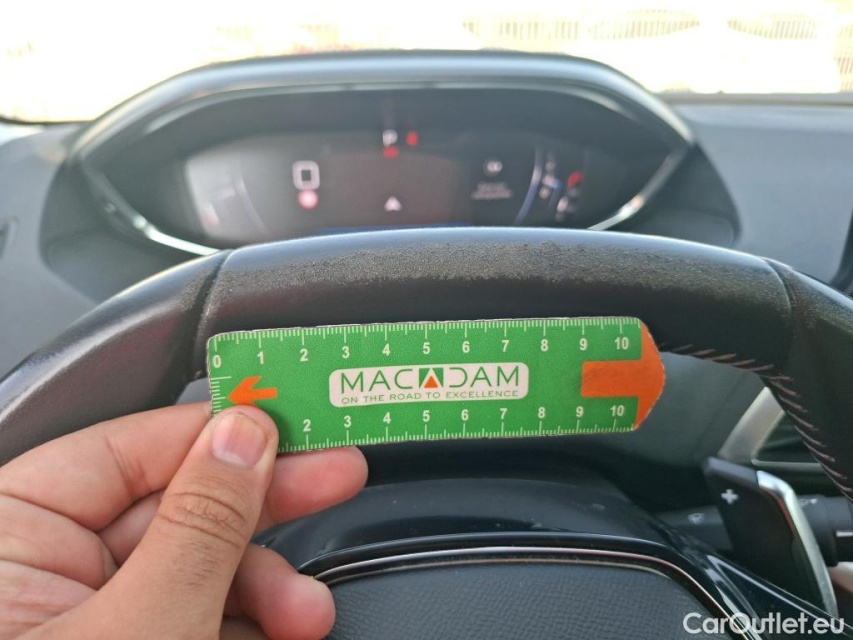 P
0 1 2 3 4 5 6 7 8 9 10
MACADAM
ON THE ROAD TO EXCELLENCE
2 3 4 5 6 7 8 9 10
+
CarOutlet.eu